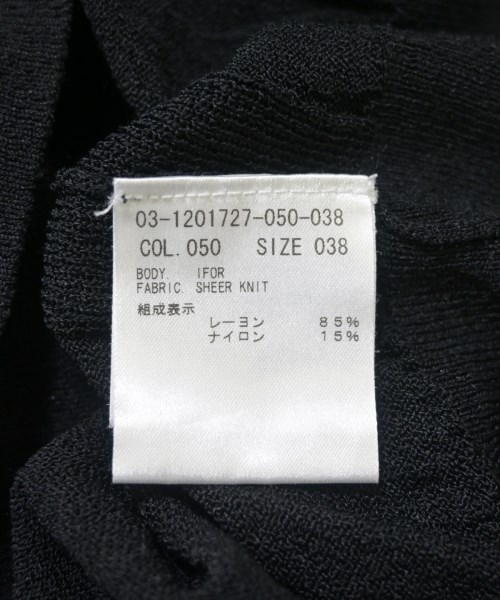 03-1201727-050-038
COL. 050 SIZE 038
BODY. IFOR
FABRIC. SHEER KNIT
組成表示
レーヨン 85%
ナイロン 15%